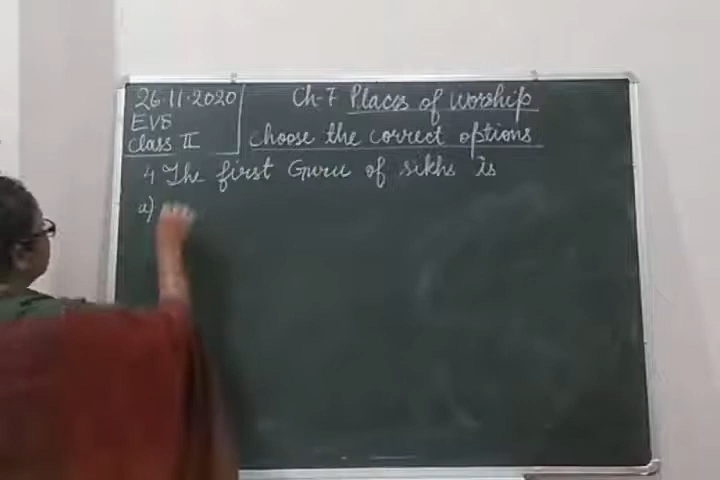 26.11.2020
EVS
Class II
Ch-7 Places of Worship
choose the correct options
4 The first Guru of sikhs is
a)